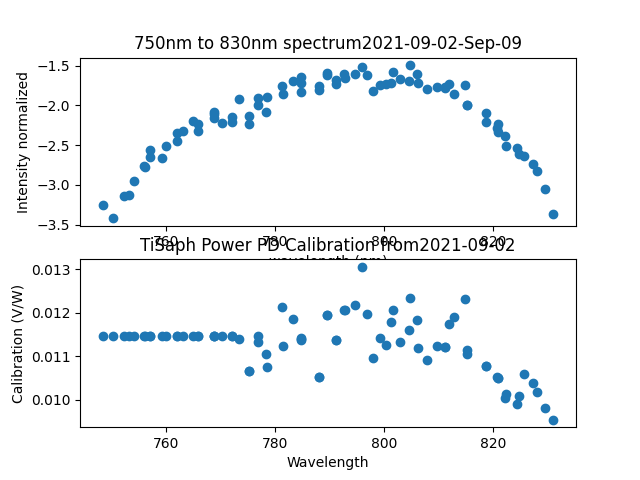 750nm to 830nm spectrum2021-09-02-Sep-09
Intensity normalized
−1.5
−2.0
−2.5
−3.0
−3.5
760 780 800 820
wavelength (nm)
TiSaph Power PD Calibration from2021-09-02
Calibration (V/W)
0.013
0.012
0.011
0.010
760 780 800 820
Wavelength